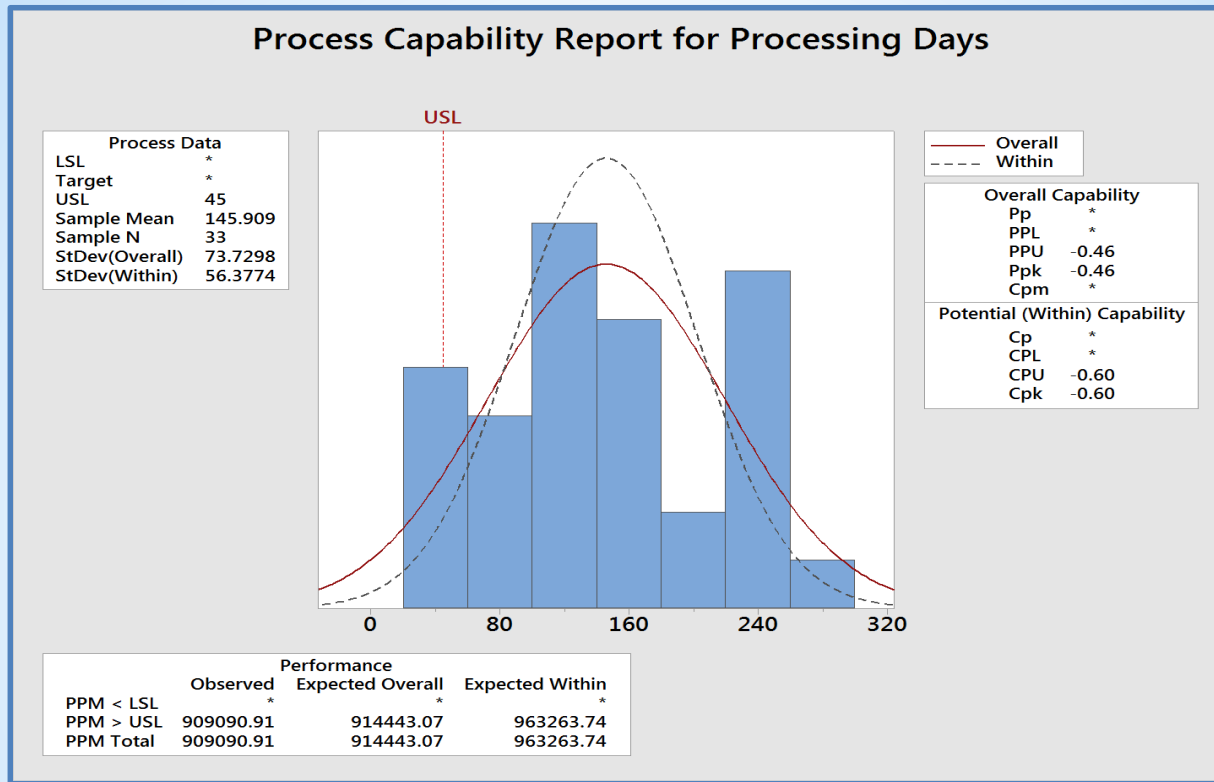 Process Capability Report for Processing Days
USL
Process Data
LSL *
Target *
USL 45
Sample Mean 145.909
Sample N 33
StDev(Overall) 73.7298
StDev(Within) 56.3774
Overall
Within
Overall Capability
Pp *
PPL *
PPU -0.46
Ppk -0.46
Cpm *
Potential (Within) Capability
Cp *
CPL *
CPU -0.60
Cpk -0.60
0 80 160 240 320
Performance
Observed Expected Overall Expected Within
PPM < LSL * * *
PPM > USL 909090.91 914443.07 963263.74
PPM Total 909090.91 914443.07 963263.74